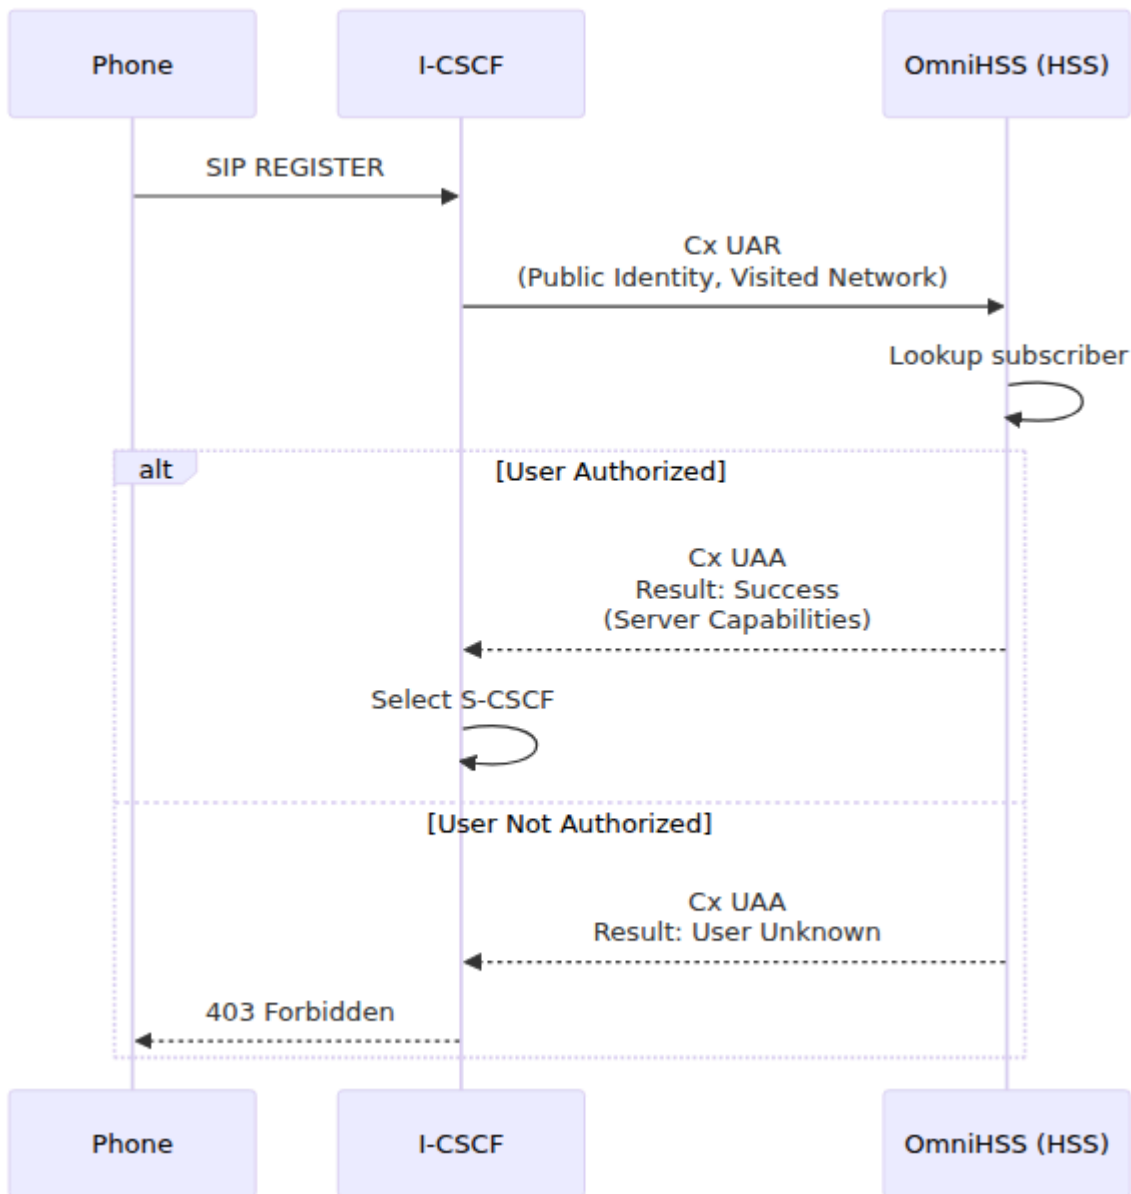 Phone
I-CSCF
OmniHSS (HSS)
SIP REGISTER
Cx UAR
(Public Identity, Visited Network)
Lookup subscriber
alt
[User Authorized]
Cx UAA
Result: Success
(Server Capabilities)
Select S-CSCF
[User Not Authorized]
Cx UAA
Result: User Unknown
403 Forbidden
Phone
I-CSCF
OmniHSS (HSS)